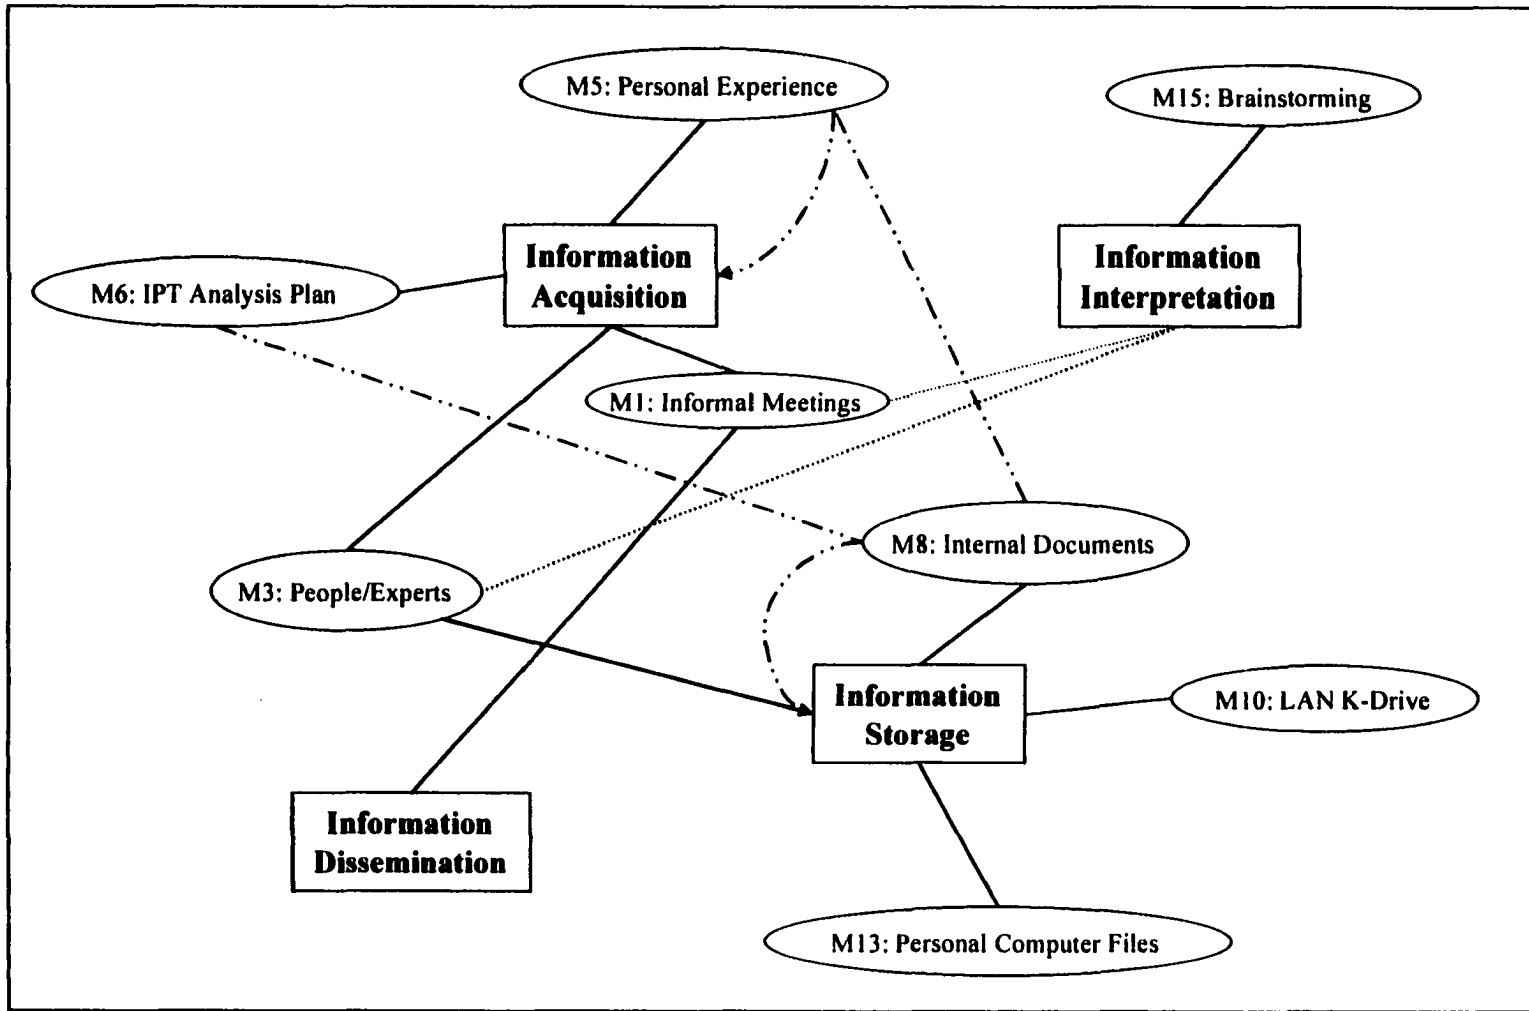 M5: Personal Experience
M15: Brainstorming
Information
Acquisition
Information
Interpretation
M6: IPT Analysis Plan
M1: Informal Meetings
M8: Internal Documents
M3: People/Experts
Information
Storage
M10: LAN K-Drive
Information
Dissemination
M13: Personal Computer Files